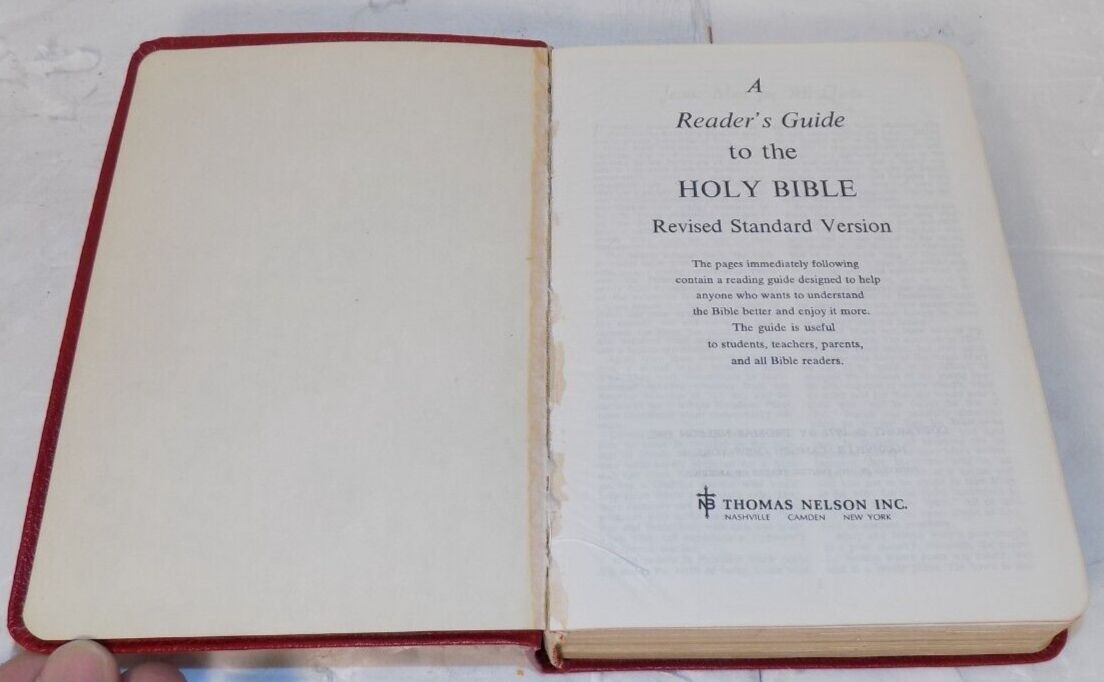 A
Reader's Guide
to the
HOLY BIBLE
Revised Standard Version
The pages immediately following
contain a reading guide designed to help
anyone who wants to understand
the Bible better and enjoy it more.
The guide is useful
to students, teachers, parents,
and all Bible readers.
NB THOMAS NELSON INC.
NASHVILLE CAMDEN NEW YORK